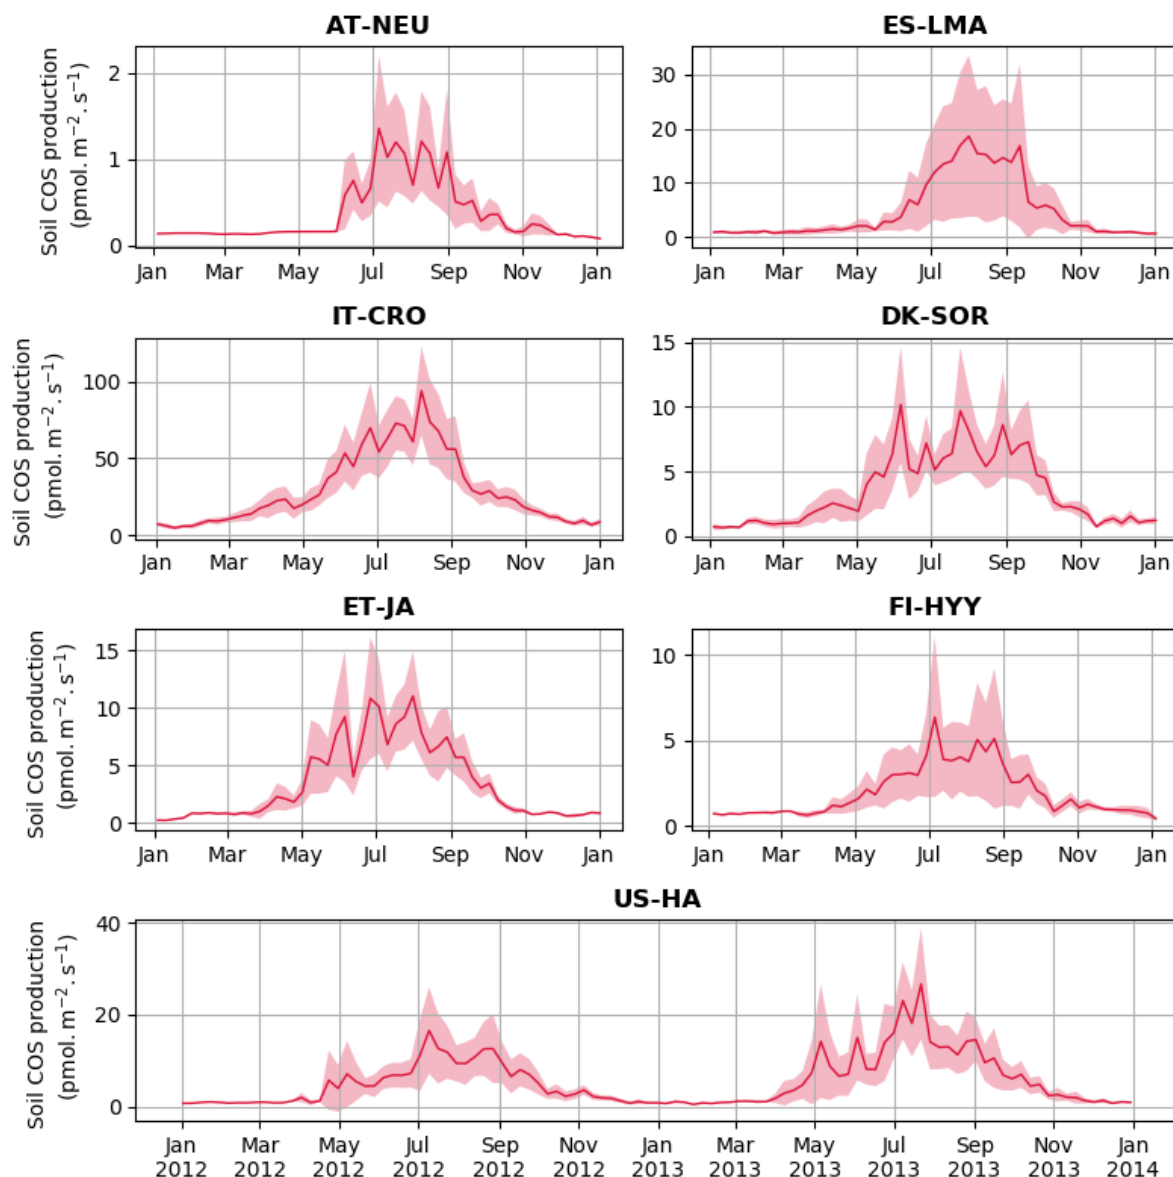 AT-NEU
ES-LMA
Soil COS production
(pmol. m⁻². s⁻¹)
2
1
0
Jan Mar May Jul Sep Nov Jan
30
20
10
0
Jan Mar May Jul Sep Nov Jan
IT-CRO
DK-SOR
Soil COS production
(pmol. m⁻². s⁻¹)
100
50
0
Jan Mar May Jul Sep Nov Jan
15
10
5
0
Jan Mar May Jul Sep Nov Jan
ET-JA
FI-HYY
Soil COS production
(pmol. m⁻². s⁻¹)
15
10
5
0
Jan Mar May Jul Sep Nov Jan
10
5
0
Jan Mar May Jul Sep Nov Jan
US-HA
Soil COS production
(pmol. m⁻². s⁻¹)
40
20
0
Jan Mar May Jul Sep Nov Jan Mar May Jul Sep Nov Jan
2012 2012 2012 2012 2012 2012 2013 2013 2013 2013 2013 2013 2014